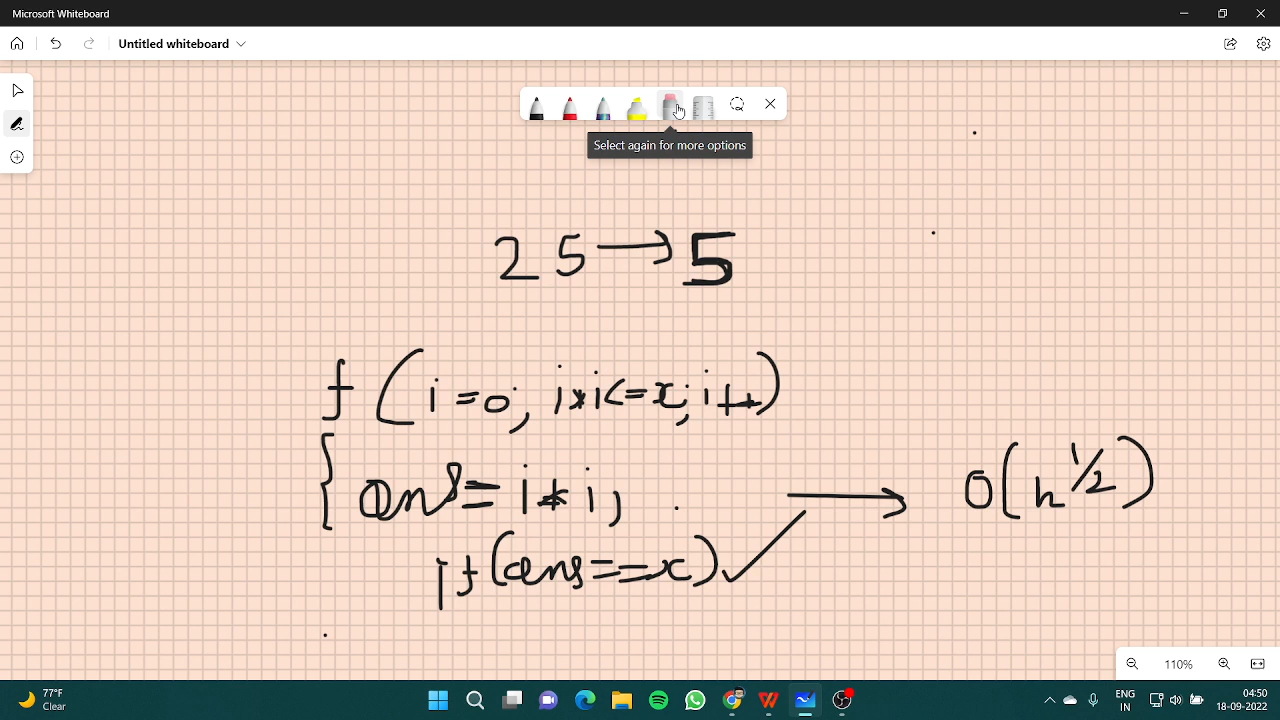 Microsoft Whiteboard
Untitled whiteboard
Select again for more options
25 → 5
f (i=0; i*i<=x; i++)
{ ans = i * i;
→ O(n^1/2)
if (ans==x) ✓
110%
77°F
Clear
ENG
IN
04:50
18-09-2022